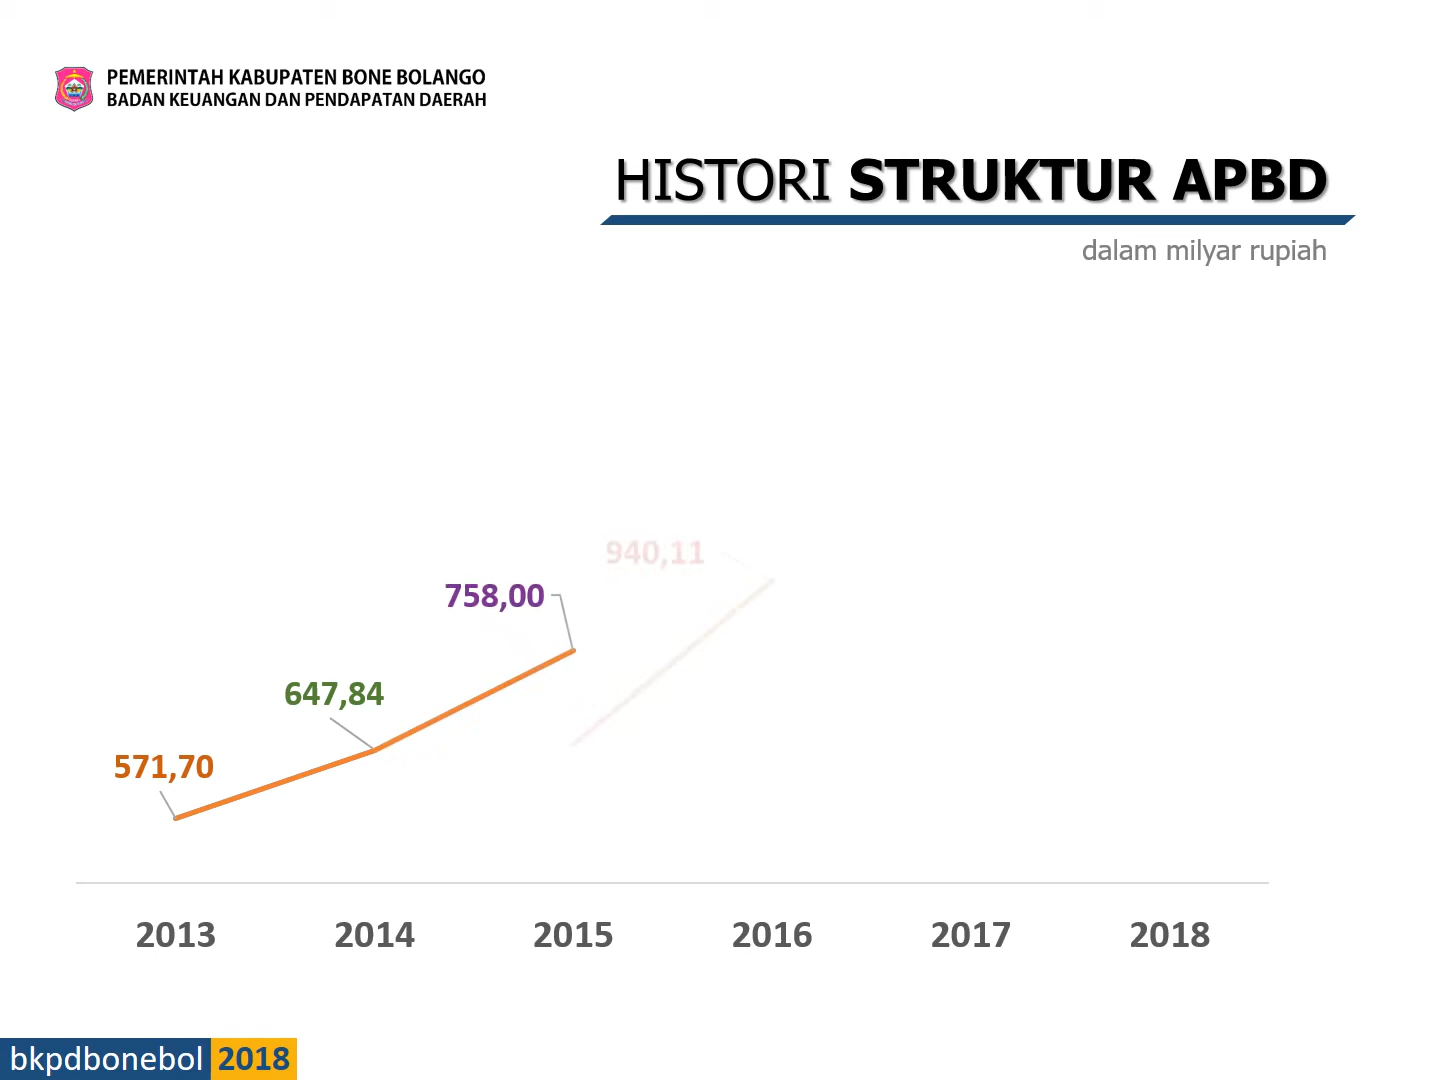 PEMERINTAH KABUPATEN BONE BOLANGO
BADAN KEUANGAN DAN PENDAPATAN DAERAH
HISTORI STRUKTUR APBD
dalam milyar rupiah
940,11
758,00
647,84
571,70
2013 2014 2015 2016 2017 2018
bkpdbonebol 2018